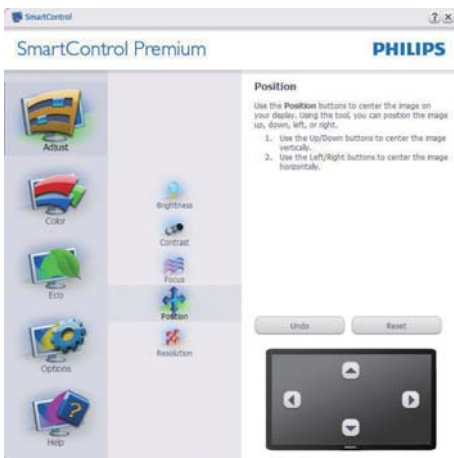 SmartControl
SmartControl Premium
PHILIPS
Adjust
Color
Eco
Options
Help
Brightness
Contrast
Focus
Position
Resolution
Position
Use the Position buttons to center the image on
your display. Using the tool, you can position the image
up, down, left, or right.
1. Use the Up/Down buttons to center the image
vertically.
2. Use the Left/Right buttons to center the image
horizontally.
Undo
Reset